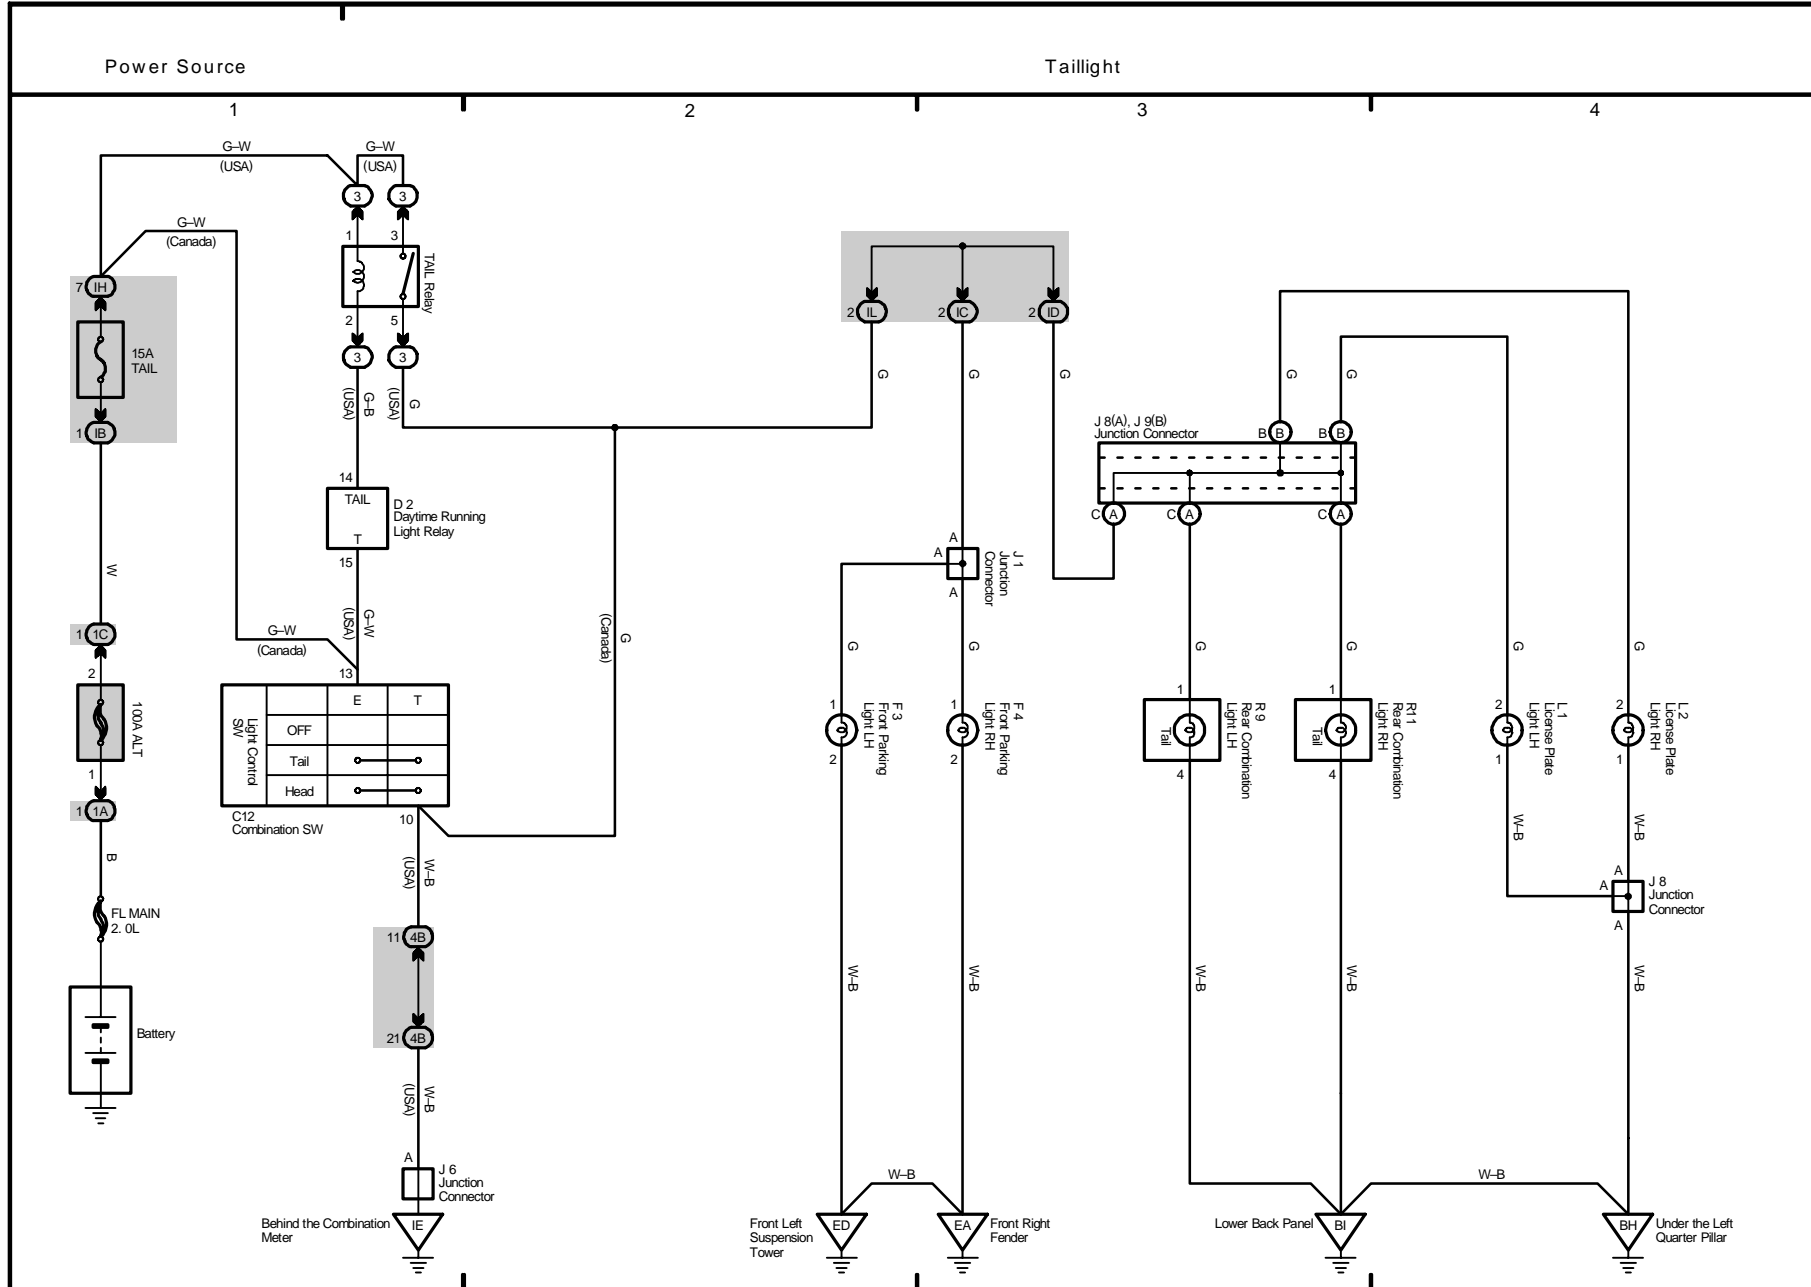 Power Source
Taillight
1
2
3
4
G–W
(USA)
G–W
(USA)
3
3
G–W
(Canada)
1
3
TAIL Relay
7
IH
2
IL
2
IC
2
ID
2
5
3
3
15A
TAIL
G–B
(USA)
G
(USA)
G
G
G
G
G
J 8(A), J 9(B)
Junction Connector
B
B
B
B
1
IB
14
TAIL
T
D 2
Daytime Running
Light Relay
15
C
A
C
A
C
A
W
A
A
A
J 1
Junction
Connector
G–W
(USA)
G–W
(Canada)
G
(Canada)
1
1C
2
13
G
G
G
G
G
G
100A ALT
Light Control
SW
E
T
OFF
Tail
Head
C12
Combination SW
10
1
F 3
Front Parking
Light LH
2
1
F 4
Front Parking
Light RH
2
1
Tail
R 9
Rear Combination
Light LH
4
1
Tail
R11
Rear Combination
Light RH
4
2
L 1
License Plate
Light LH
1
2
L 2
License Plate
Light RH
1
1
1
1A
B
W–B
(USA)
W–B
W–B
A
A
A
J 8
Junction
Connector
FL MAIN
2. 0L
11
4B
21
4B
W–B
W–B
W–B
W–B
W–B
Battery
W–B
(USA)
A
J 6
Junction
Connector
W–B
W–B
Behind the Combination
Meter
IE
Front Left
Suspension
Tower
ED
EA
Front Right
Fender
Lower Back Panel
BI
BH
Under the Left
Quarter Pillar